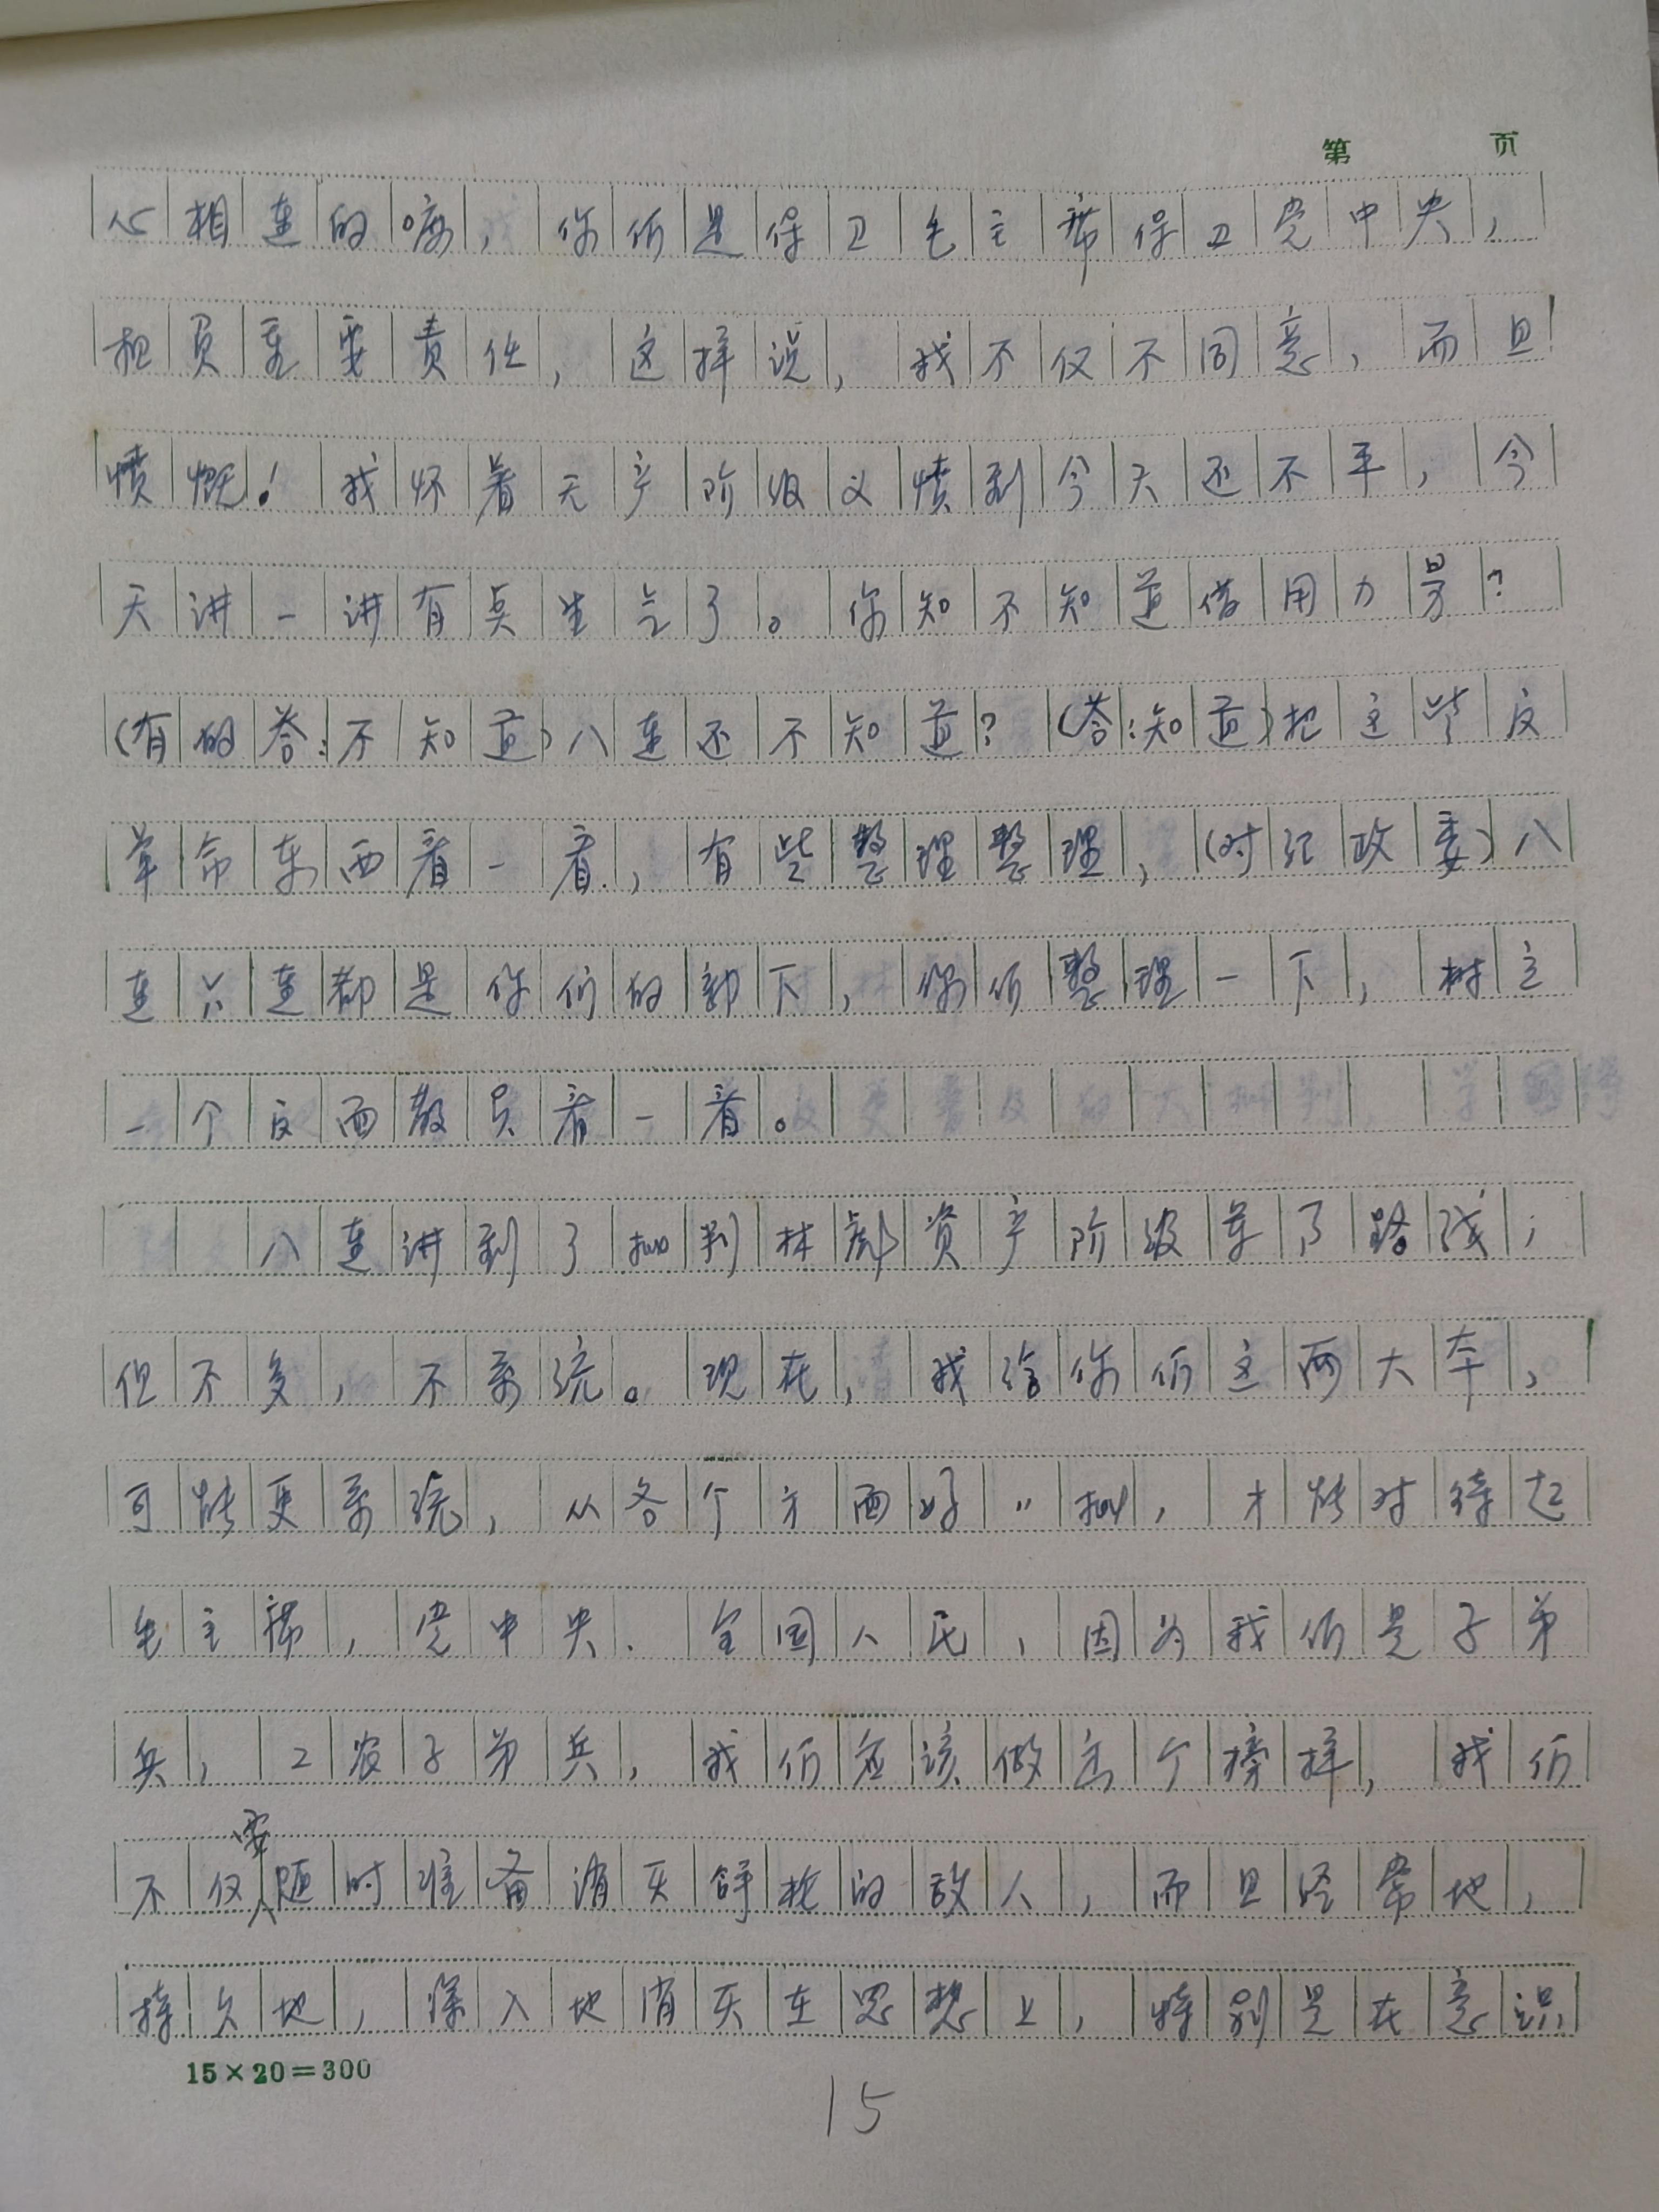 第 页
心相连的嘛，你们是保卫毛主席保卫党中央，
担负重要责任，这样说，我不仅不同意，而且
愤慨！我怀着无产阶级义愤到今天还不平，今
天讲一讲有点生气了。你知不知道借用力量？
（有的答：不知道）八连还不知道？（答：知道）把这些反
革命东西看一看，有些整理整理，（对纪政委）八
连六连都是你们的部下，你们整理一下，树立
一个反面教员看一看。
八连讲到了批判林彪资产阶级军事路线；
但不多，不系统。现在，我给你们这两大本，
可能更系统，从各个方面好〃批，才能对待起
毛主席，党中央、全国人民，因为我们是子弟
兵，工农子弟兵，我们应该做出个榜样，我们
不仅要随时准备消灭拿枪的敌人，而且经常地，
持久地，深入地消灭在思想上，特别是在意识
15×20＝300
15